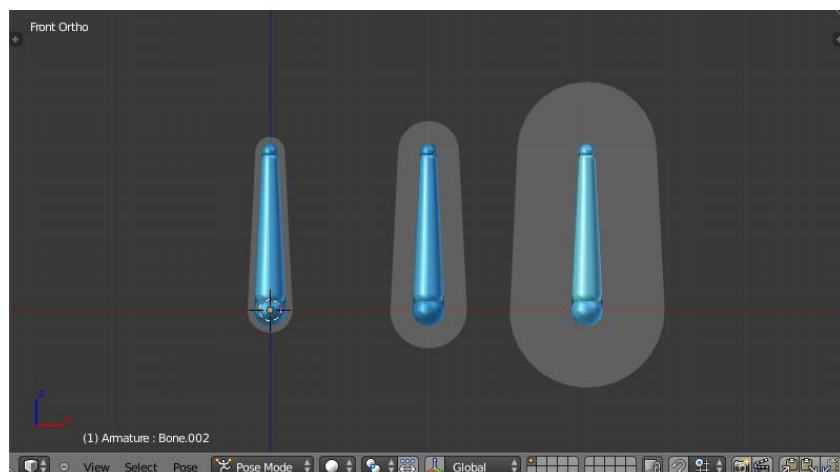 Front Ortho
z
x
(1) Armature : Bone.002
View Select Pose Pose Mode Global